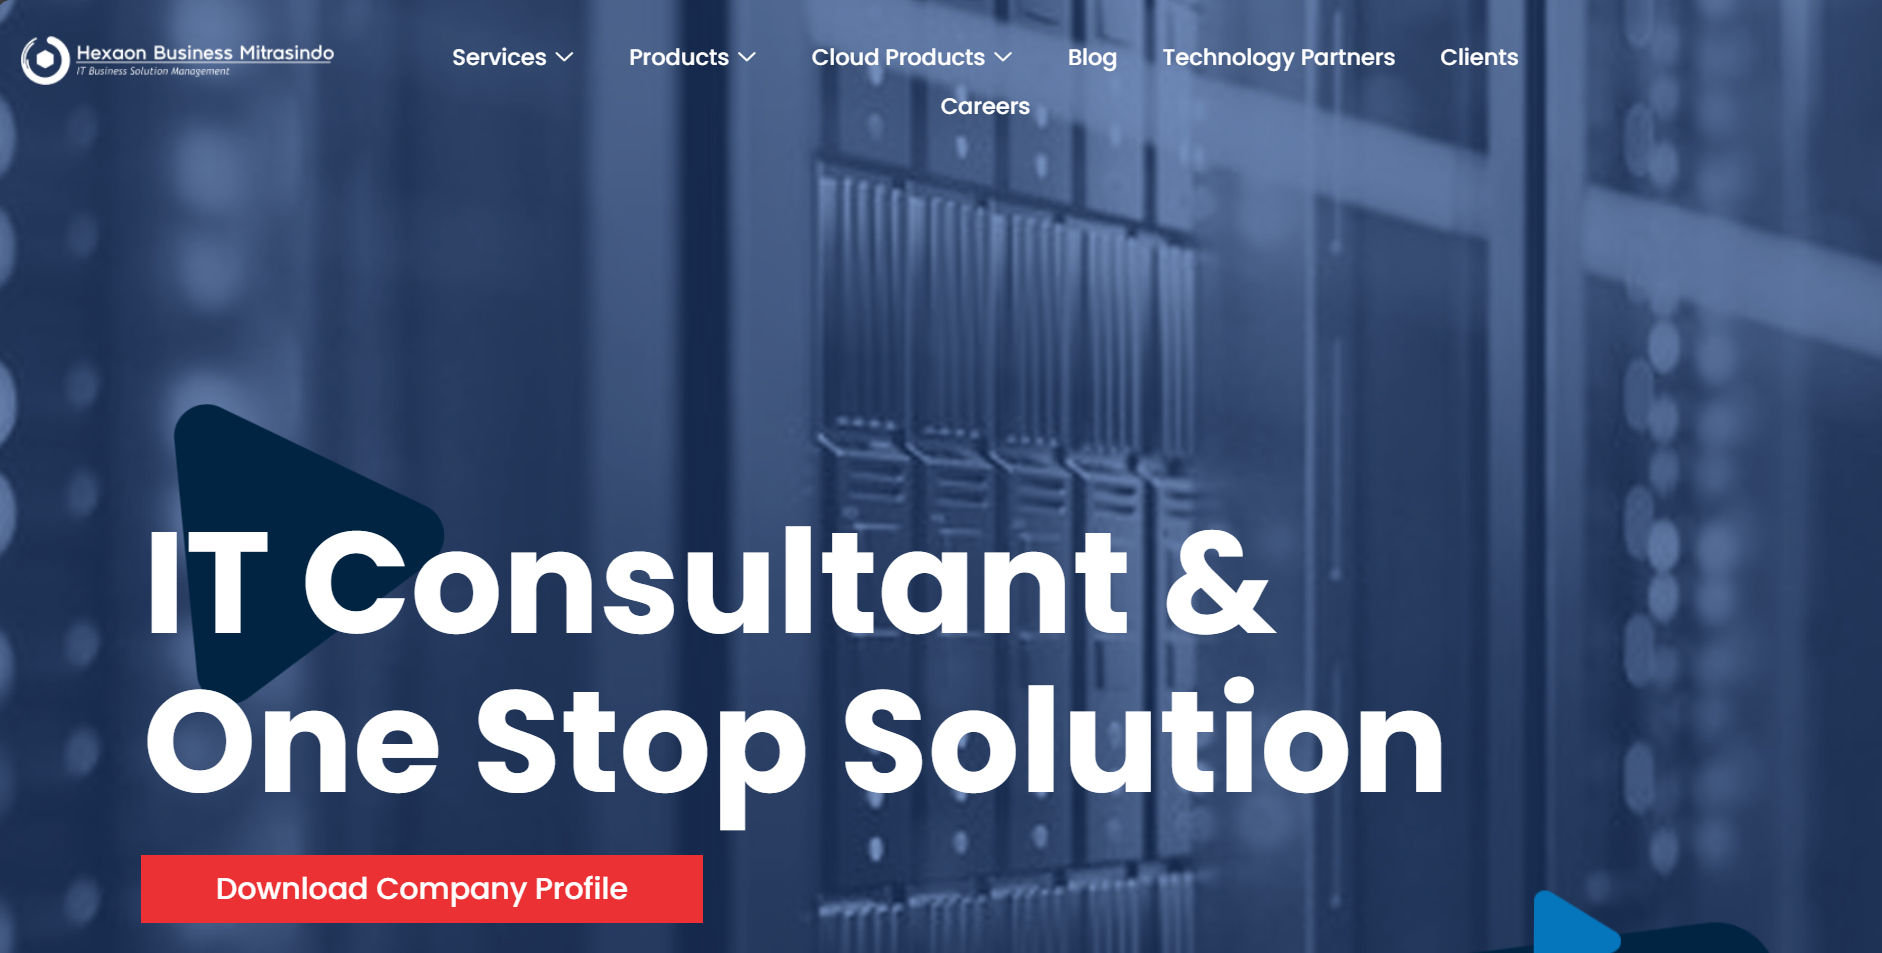 Hexaon Business Mitrasindo
IT Business Solution Management
Services
Products
Cloud Products
Blog
Technology Partners
Clients
Careers
IT Consultant &
One Stop Solution
Download Company Profile